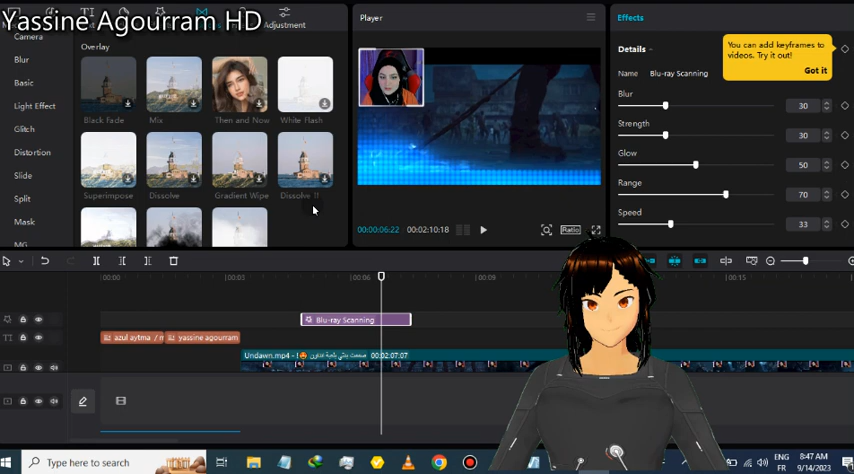 Yassine Agourram HD
Adjustment
Camera
Blur
Basic
Light Effect
Glitch
Distortion
Slide
Split
Mask
MG
Overlay
Black Fade
Mix
Then and Now
White Flash
Superimpose
Dissolve
Gradient Wipe
Dissolve II
Player
00:00:06:22
00:02:10:18
Ratio
Effects
Details
You can add keyframes to
videos. Try it out!
Got it
Name Blu-ray Scanning
Blur
30
Strength
30
Glow
50
Range
70
Speed
33
00:00
00:03
00:06
00:09
00:15
Blu-ray Scanning
azul aytma / m
yassine agourram
Undawn.mp4 - !
00:02:07:07
Type here to search
ENG
FR
8:47 AM
9/14/2023